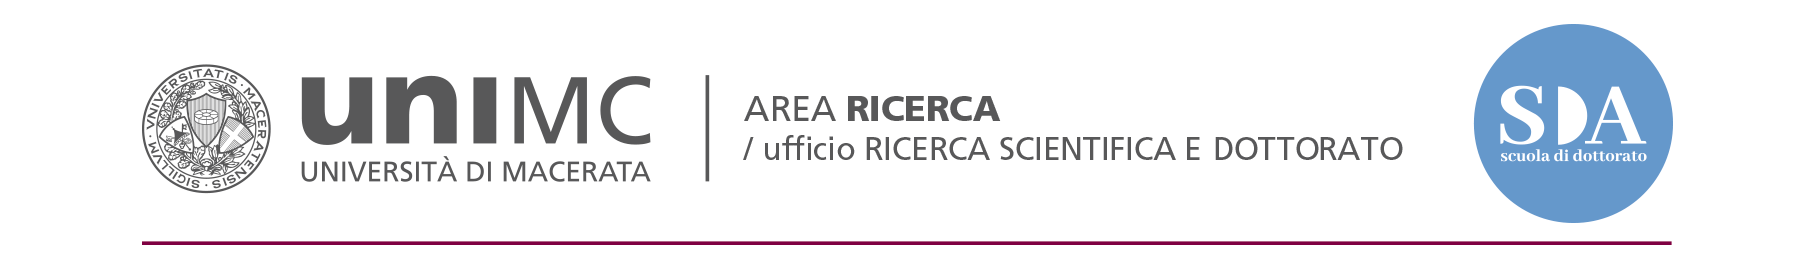 SIGILLVM · VNIVERSITATIS · MACERATENSIS ·
unIMC
UNIVERSITÀ DI MACERATA
AREA RICERCA
/ ufficio RICERCA SCIENTIFICA E DOTTORATO
SDA
scuola di dottorato